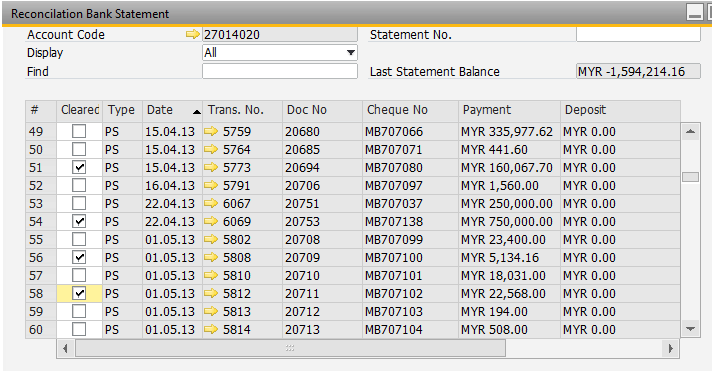 Reconcilation Bank Statement
Account Code 27014020 Statement No.
Display All
Find Last Statement Balance MYR -1,594,214.16
# Cleared Type Date Trans. No. Doc No Cheque No Payment Deposit
49 PS 15.04.13 5759 20680 MB707066 MYR 335,977.62 MYR 0.00
50 PS 15.04.13 5764 20685 MB707071 MYR 441.60 MYR 0.00
51 PS 15.04.13 5773 20694 MB707080 MYR 160,067.70 MYR 0.00
52 PS 16.04.13 5791 20706 MB707097 MYR 1,560.00 MYR 0.00
53 PS 22.04.13 6067 20751 MB707037 MYR 250,000.00 MYR 0.00
54 PS 22.04.13 6069 20753 MB707138 MYR 750,000.00 MYR 0.00
55 PS 01.05.13 5802 20708 MB707099 MYR 23,400.00 MYR 0.00
56 PS 01.05.13 5808 20709 MB707100 MYR 5,134.16 MYR 0.00
57 PS 01.05.13 5810 20710 MB707101 MYR 18,031.00 MYR 0.00
58 PS 01.05.13 5812 20711 MB707102 MYR 22,568.00 MYR 0.00
59 PS 01.05.13 5813 20712 MB707103 MYR 194.00 MYR 0.00
60 PS 01.05.13 5814 20713 MB707104 MYR 508.00 MYR 0.00